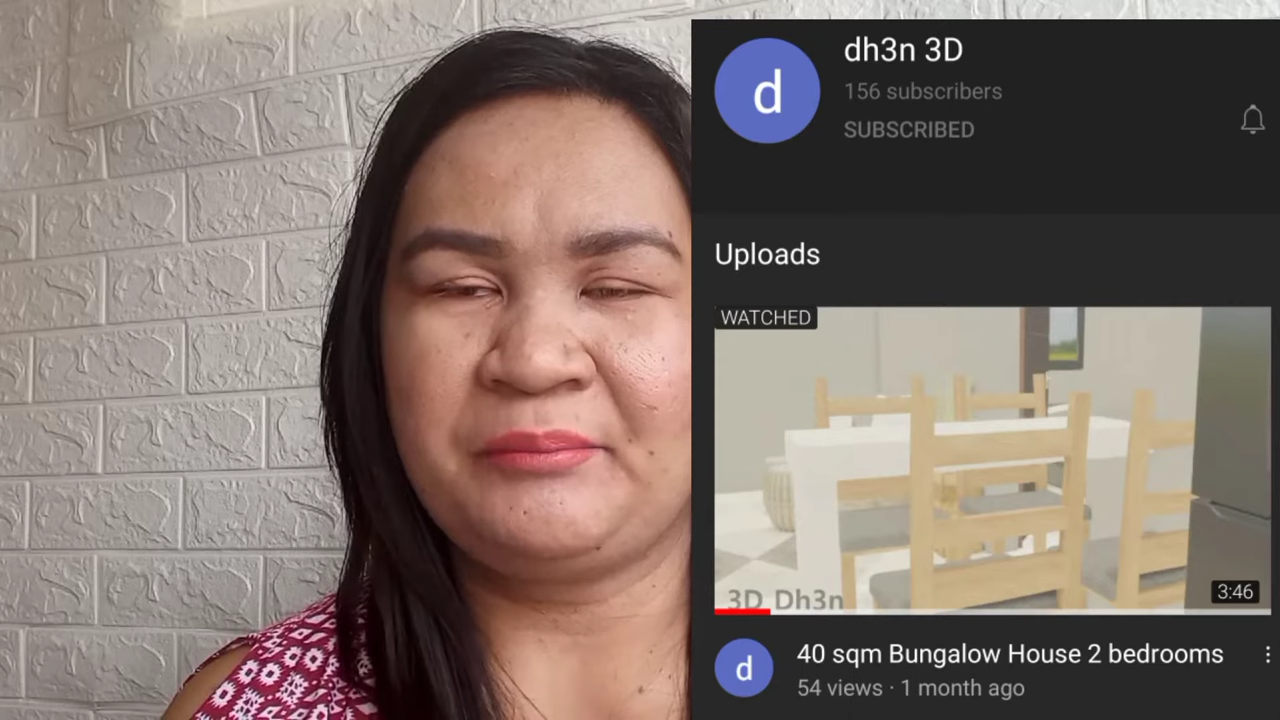 d
dh3n 3D
156 subscribers
SUBSCRIBED
Uploads
WATCHED
3D Dh3n
3:46
d
40 sqm Bungalow House 2 bedrooms
54 views · 1 month ago